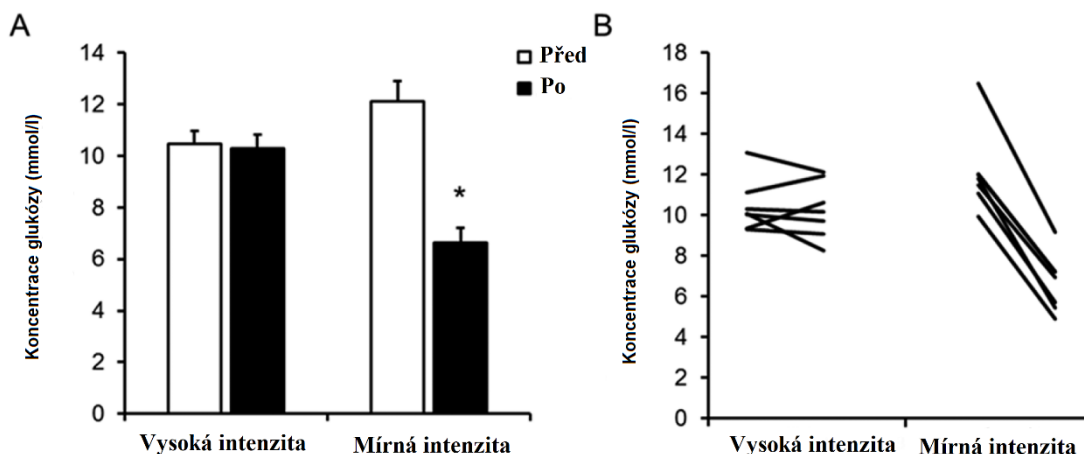 A
Koncentrace glukózy (mmol/l)
14
12
10
8
6
4
2
0
Před
Po
*
Vysoká intenzita
Mírná intenzita
B
Koncentrace glukózy (mmol/l)
18
16
14
12
10
8
6
4
2
0
Vysoká intenzita
Mírná intenzita